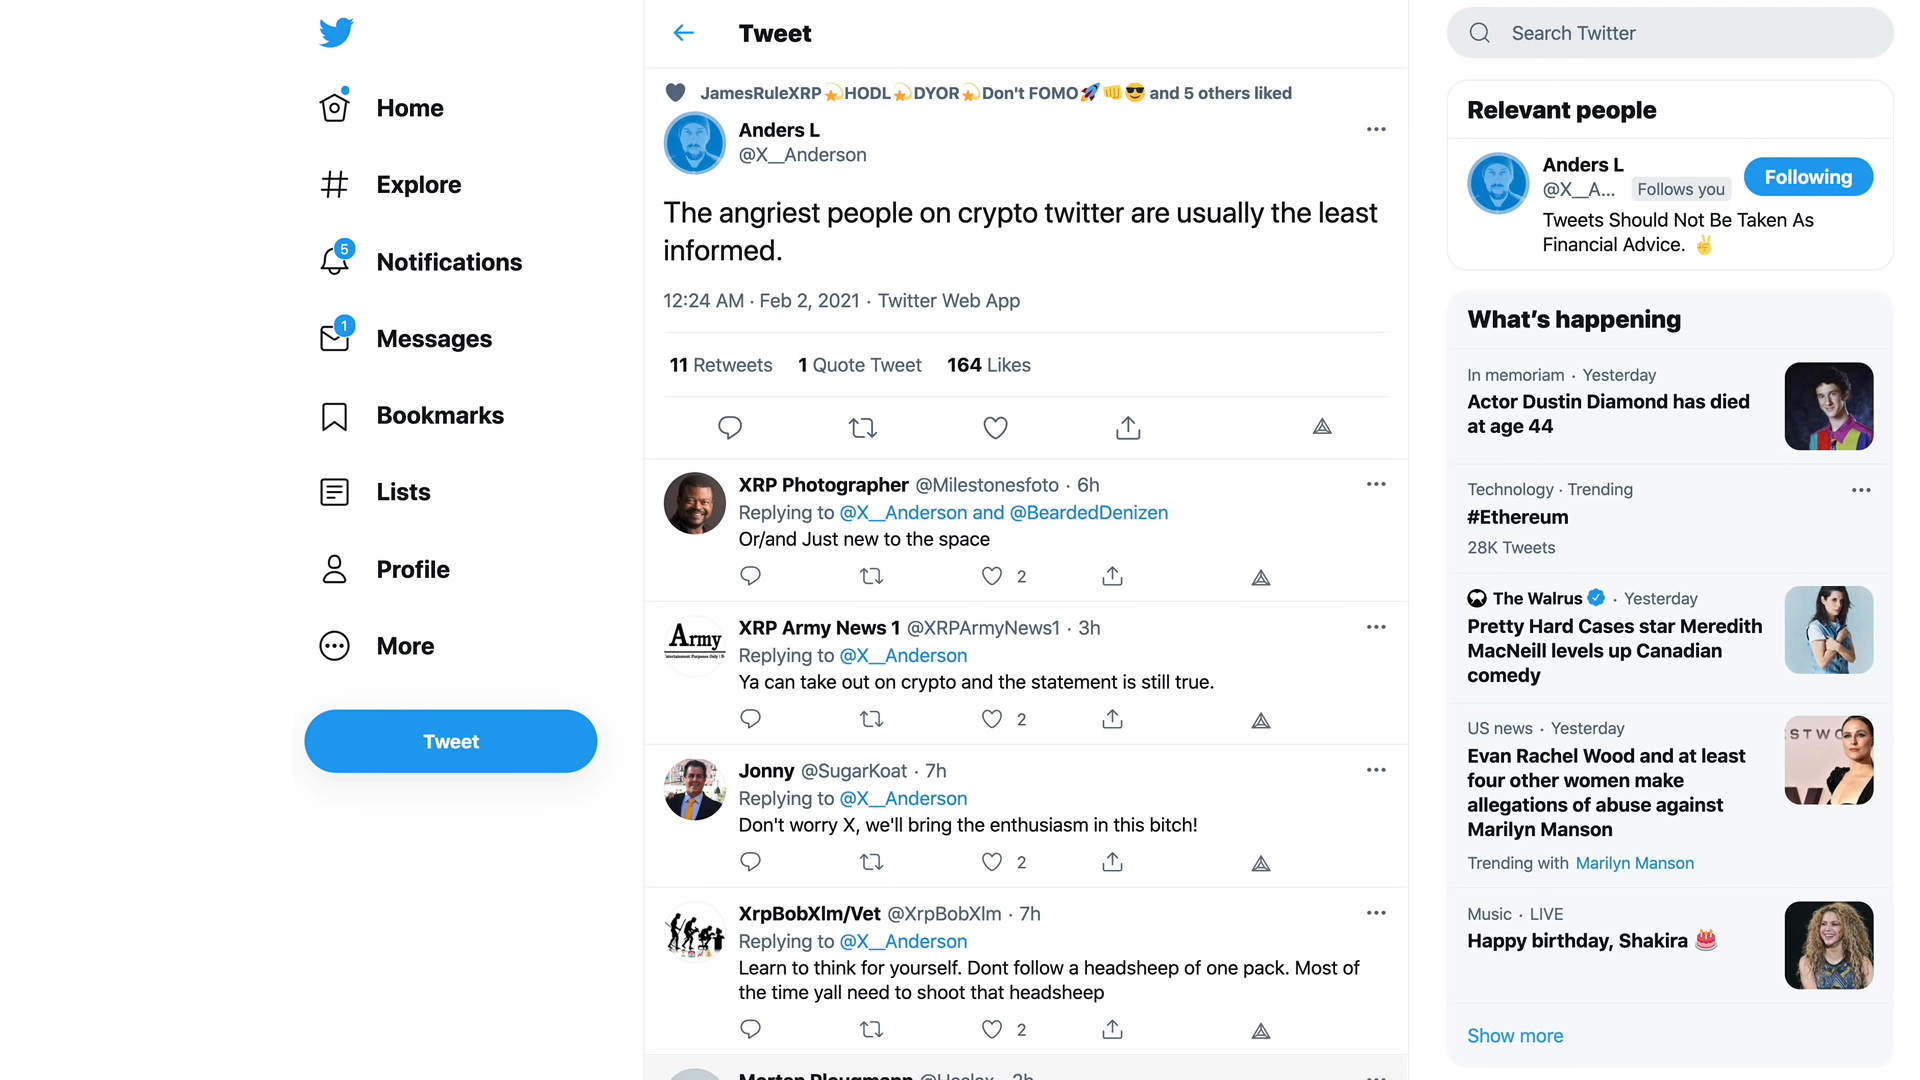 Home
Explore
5
Notifications
1
Messages
Bookmarks
Lists
Profile
More
Tweet
Tweet
JamesRuleXRP💫HODL💫DYOR💫Don't FOMO🚀👊😎 and 5 others liked
Anders L
@X__Anderson
The angriest people on crypto twitter are usually the least
informed.
12:24 AM · Feb 2, 2021 · Twitter Web App
11 Retweets 1 Quote Tweet 164 Likes
XRP Photographer @Milestonesfoto · 6h
Replying to @X__Anderson and @BeardedDenizen
Or/and Just new to the space
2
Army
XRP Army News 1 @XRPArmyNews1 · 3h
Replying to @X__Anderson
Ya can take out on crypto and the statement is still true.
2
Jonny @SugarKoat · 7h
Replying to @X__Anderson
Don't worry X, we'll bring the enthusiasm in this bitch!
2
XrpBobXlm/Vet @XrpBobXlm · 7h
Replying to @X__Anderson
Learn to think for yourself. Dont follow a headsheep of one pack. Most of
the time yall need to shoot that headsheep
2
Search Twitter
Relevant people
Anders L
@X__A... Follows you
Following
Tweets Should Not Be Taken As
Financial Advice. ✌️
What's happening
In memoriam · Yesterday
Actor Dustin Diamond has died
at age 44
Technology · Trending
#Ethereum
28K Tweets
The Walrus · Yesterday
Pretty Hard Cases star Meredith
MacNeill levels up Canadian
comedy
US news · Yesterday
Evan Rachel Wood and at least
four other women make
allegations of abuse against
Marilyn Manson
Trending with Marilyn Manson
STWO
Music · LIVE
Happy birthday, Shakira 🎂
Show more